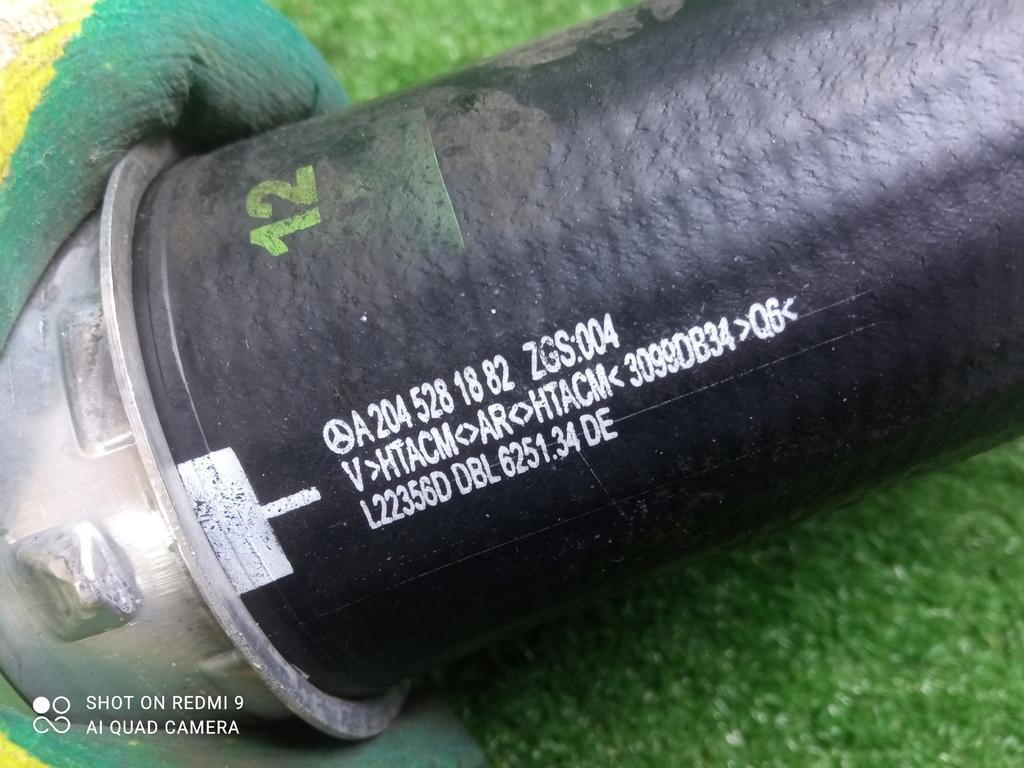 12
A 204 528 18 82 ZGS:004
V>HTACM<>AR<>HTACM< 3099DB34 >Q6<
L22356D DBL 6251.34 DE
SHOT ON REDMI 9
AI QUAD CAMERA